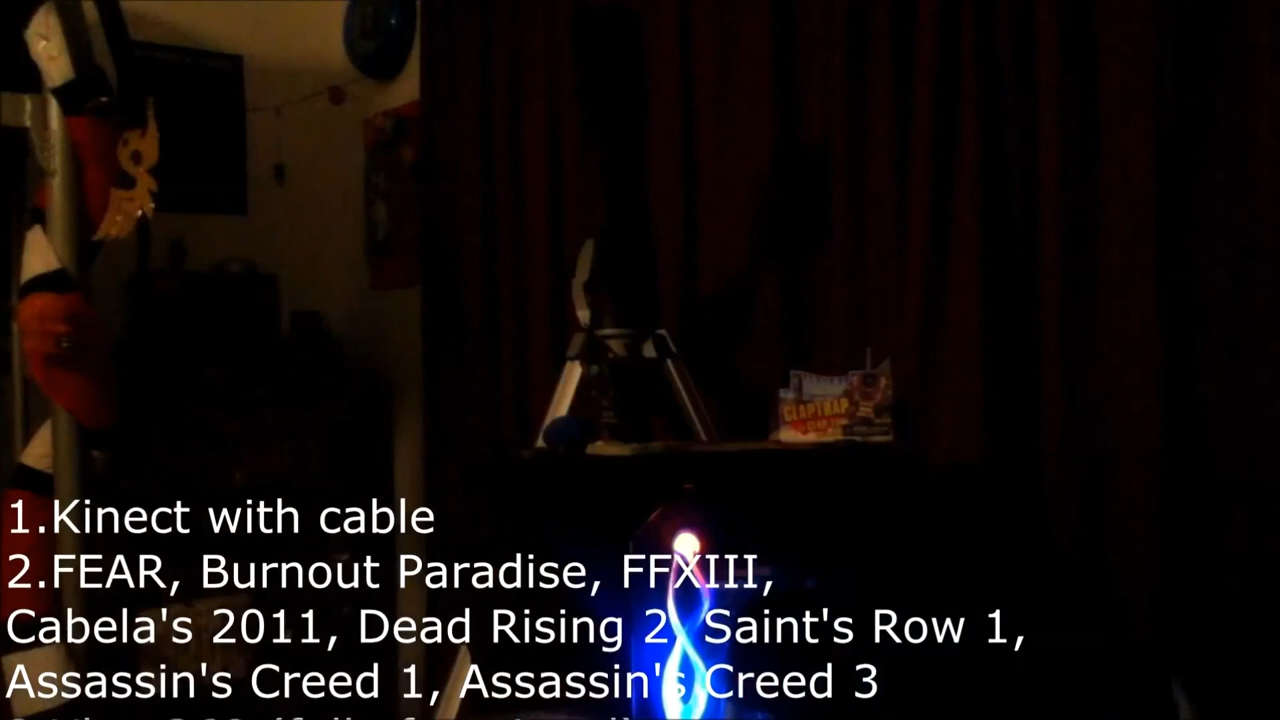 CLAPTRAP
1.Kinect with cable
2.FEAR, Burnout Paradise, FFXIII,
Cabela's 2011, Dead Rising 2, Saint's Row 1,
Assassin's Creed 1, Assassin's Creed 3